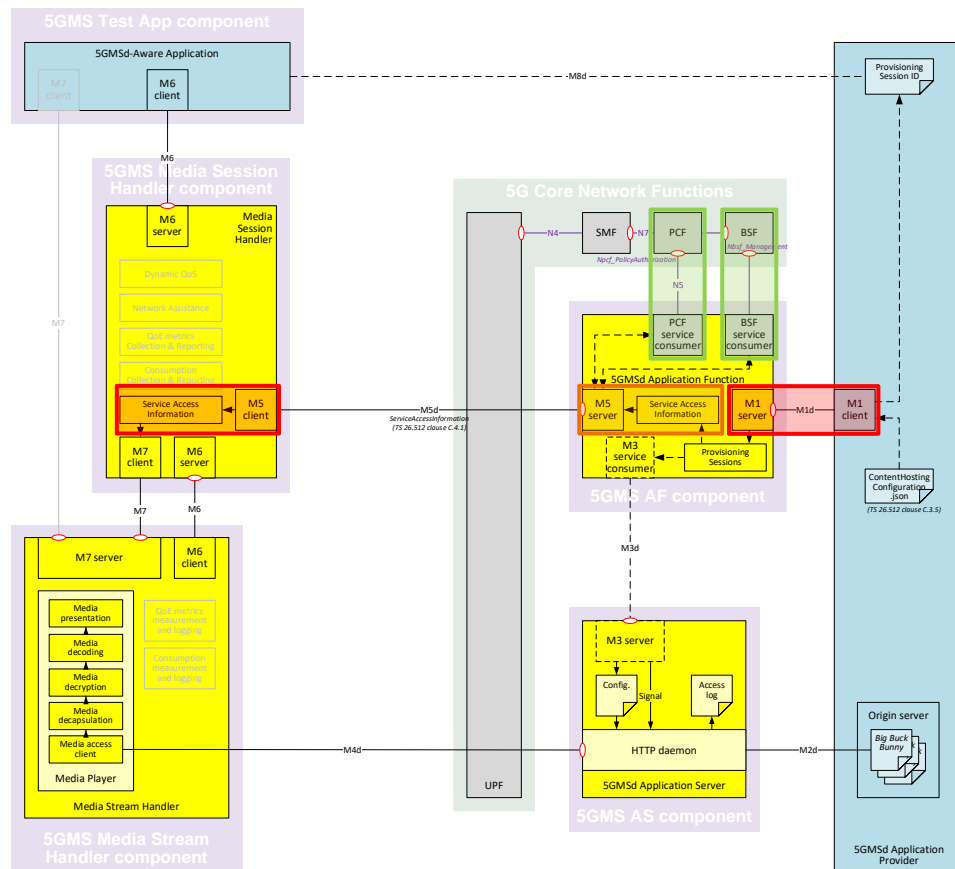 5GMS Test App component
5GMSd-Aware Application
M7
client
M6
client
M8d
Provisioning
Session ID
M6
5GMS Media Session
Handler component
M6
server
Media
Session
Handler
Dynamic QoS
Network Assistance
QoE metrics
Collection & Reporting
Consumption
Collection & Reporting
Service Access
Information
M5
client
M7
client
M6
server
M7
M7
M6
5G Core Network Functions
N4
SMF
N7
PCF
BSF
Nbsf_Management
Npcf_PolicyAuthorization
N5
PCF
service
consumer
BSF
service
consumer
5GMSd Application Function
M5d
ServiceAccessInformation
(TS 26.512 clause C.4.1)
M5
server
Service Access
Information
M1
server
M1d
M1
client
M3
service
consumer
Provisioning
Sessions
5GMS AF component
ContentHosting
Configuration
.json
(TS 26.512 clause C.3.5)
M3d
M7 server
M6
client
Media
presentation
Media
decoding
Media
decryption
Media
decapsulation
Media access
client
Media Player
QoE metrics
measurement
and logging
Consumption
measurement
and logging
Media Stream Handler
5GMS Media Stream
Handler component
M4d
UPF
M3 server
Config.
Signal
Access
log
HTTP daemon
5GMSd Application Server
5GMS AS component
M2d
Origin server
Big Buck
Bunny
5GMSd Application
Provider